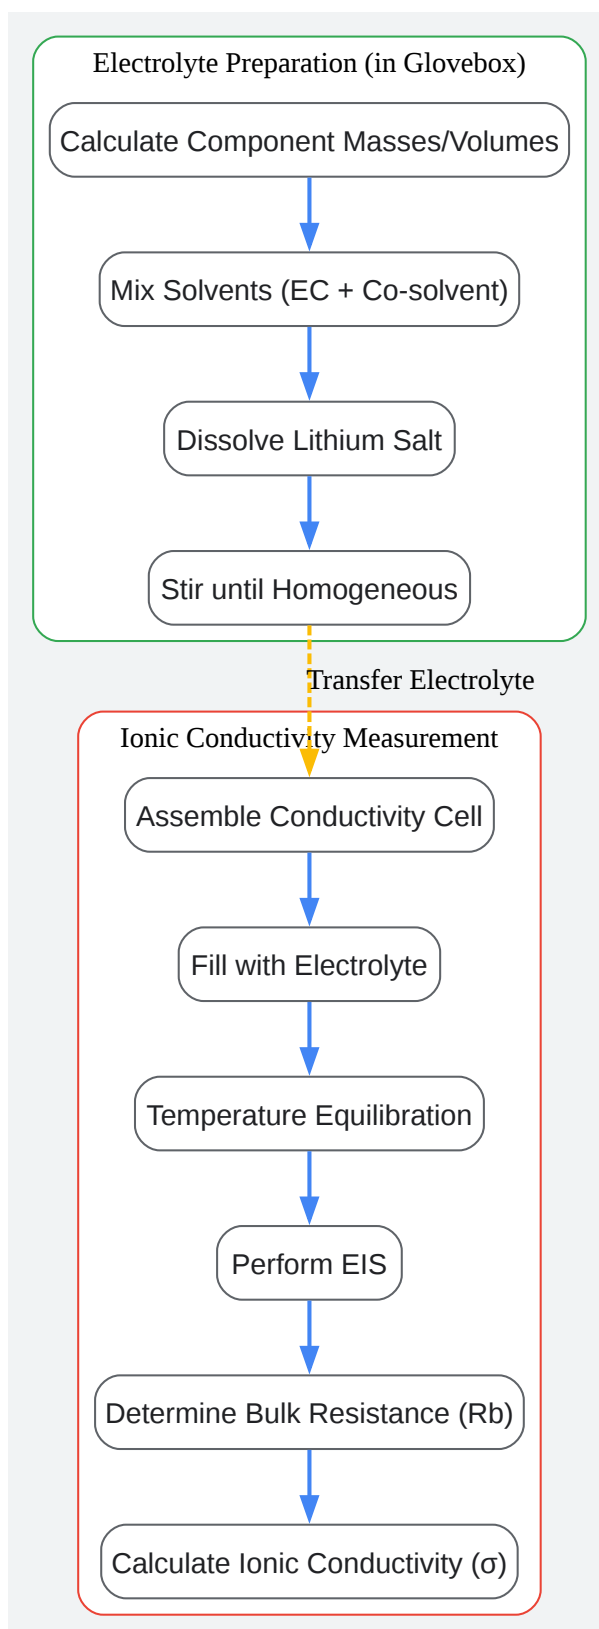 Electrolyte Preparation (in Glovebox)
Calculate Component Masses/Volumes
Mix Solvents (EC + Co-solvent)
Dissolve Lithium Salt
Stir until Homogeneous
Transfer Electrolyte
Ionic Conductivity Measurement
Assemble Conductivity Cell
Fill with Electrolyte
Temperature Equilibration
Perform EIS
Determine Bulk Resistance (Rb)
Calculate Ionic Conductivity (σ)